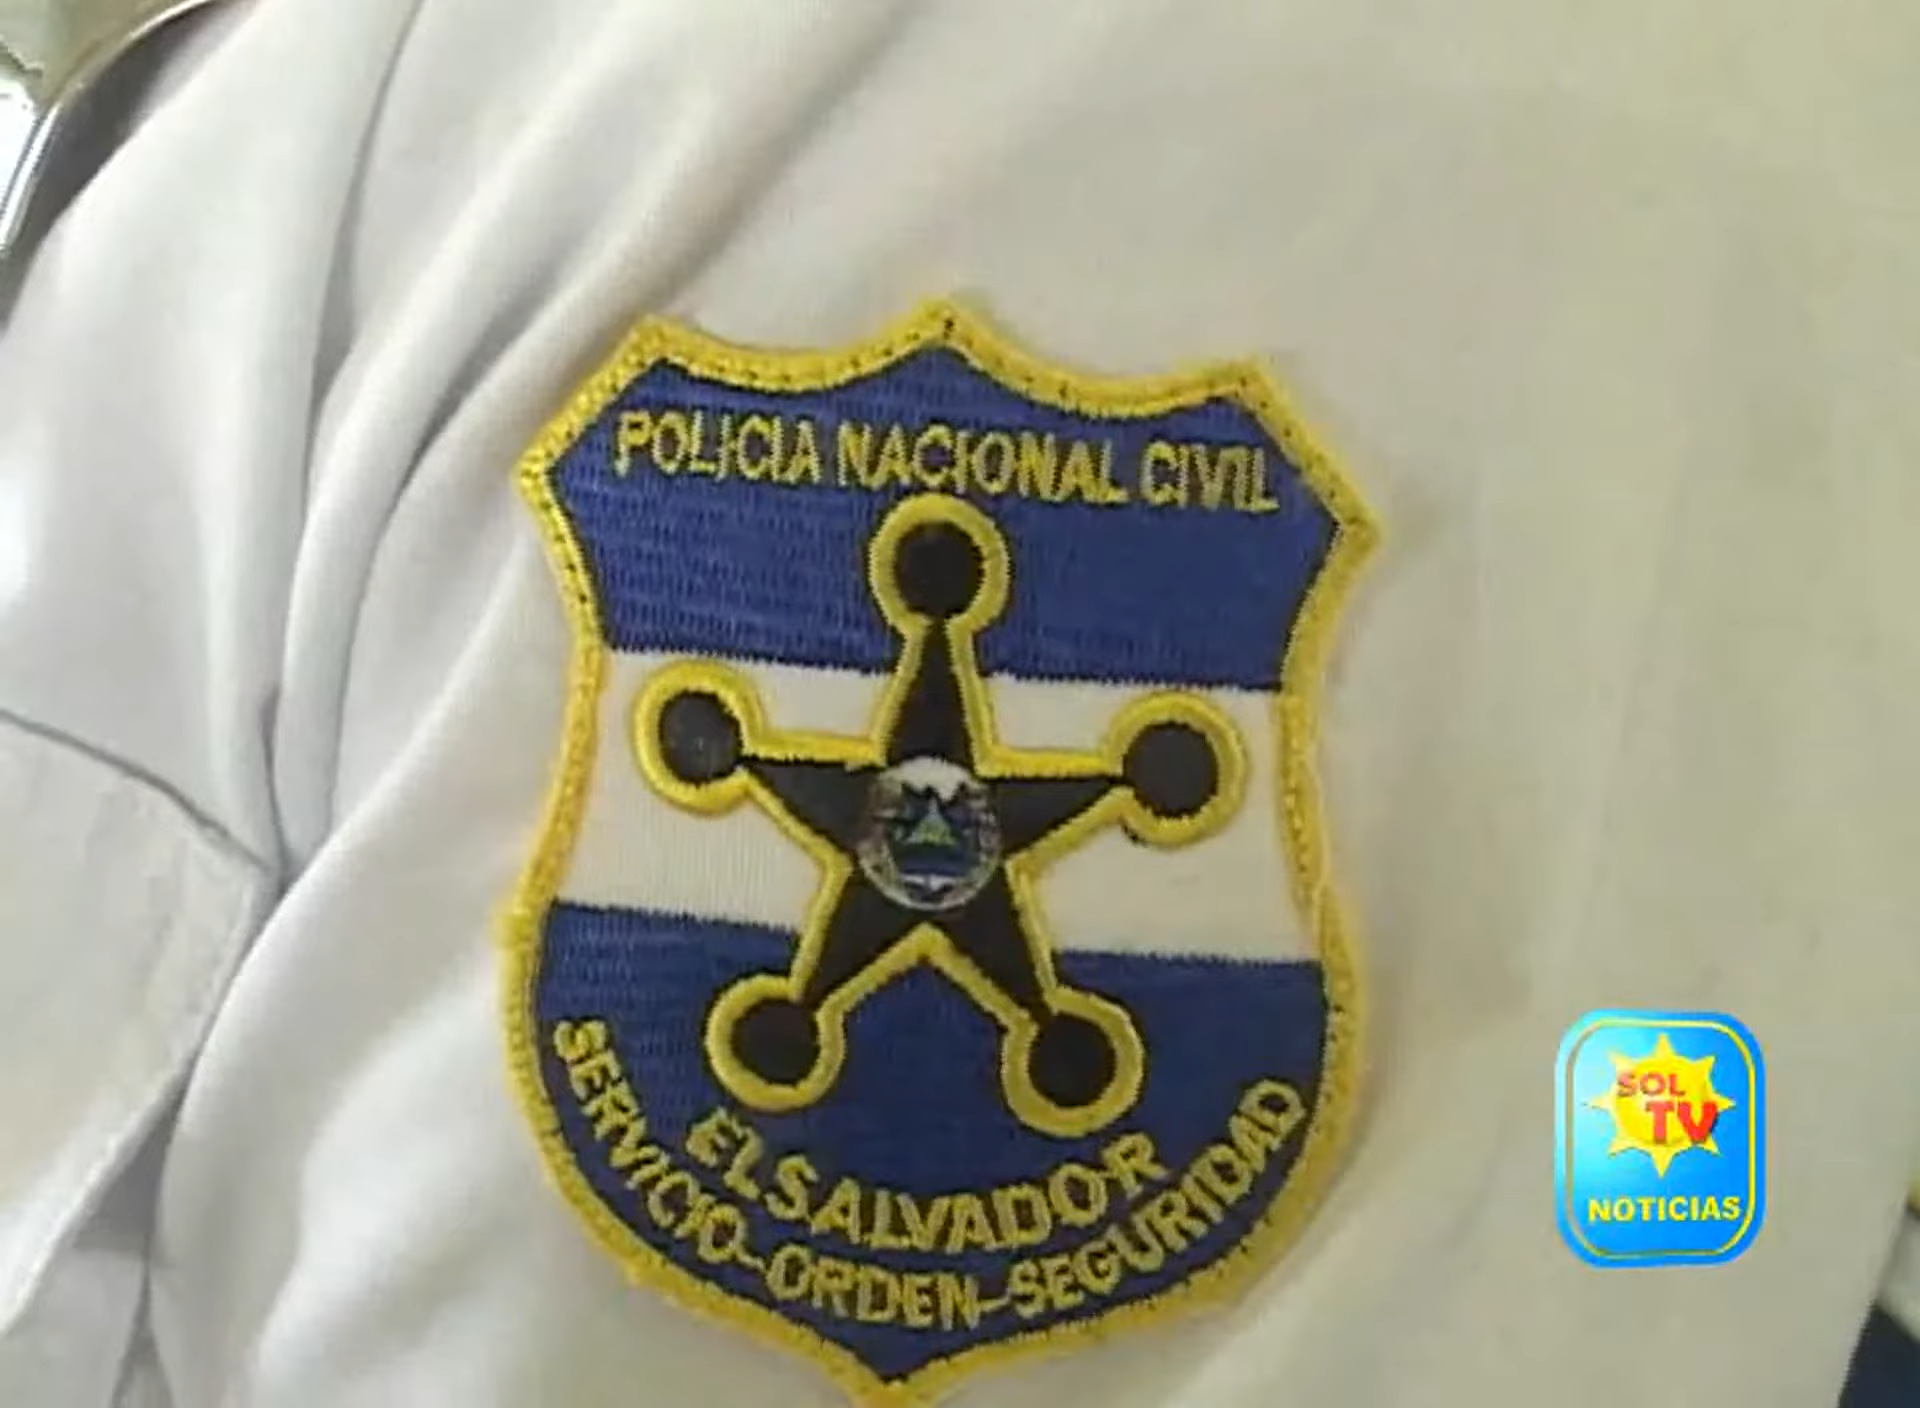 POLICIA NACIONAL CIVIL
EL SALVADOR
SERVICIO-ORDEN-SEGURIDAD
SOL
TV
NOTICIAS